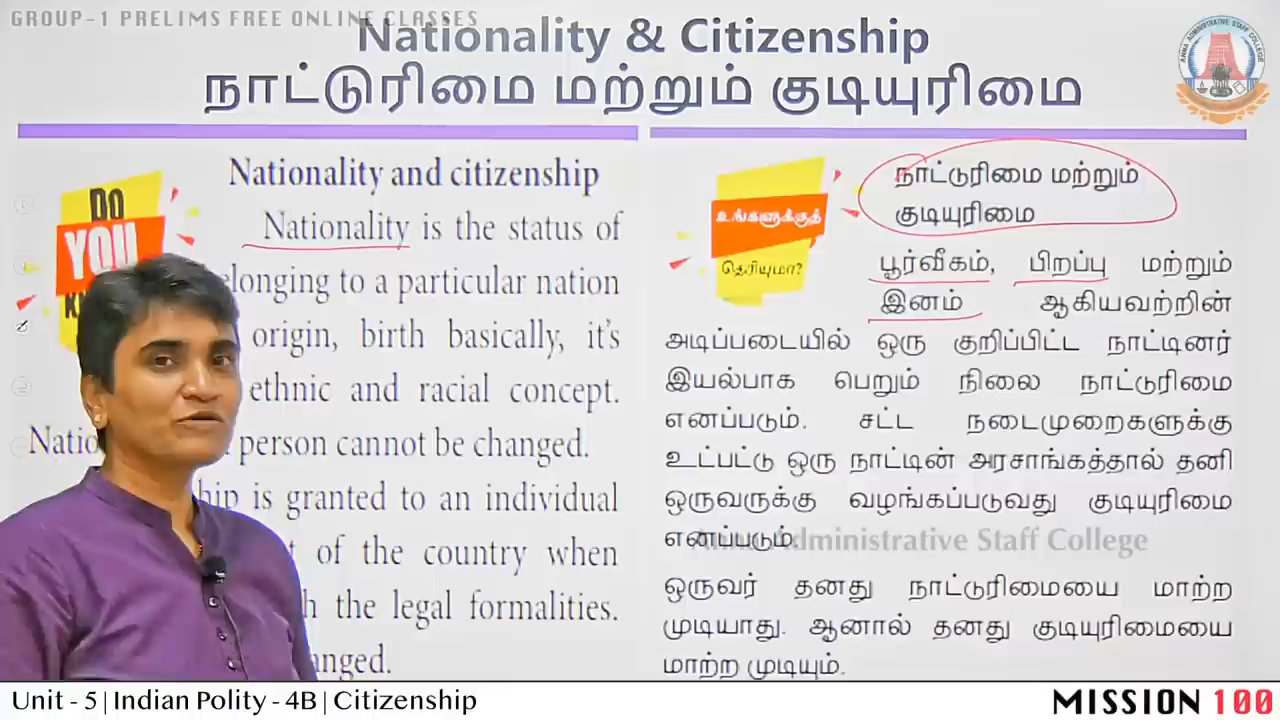 GROUP-1 PRELIMS FREE ONLINE CLASSES
Nationality & Citizenship
நாட்டுரிமை மற்றும் குடியுரிமை
ANNA ADMINISTRATIVE STAFF COLLEGE
DO
YOU
Nationality and citizenship
Nationality is the status of
elonging to a particular nation
origin, birth basically, it's
ethnic and racial concept.
Natio person cannot be changed.
hip is granted to an individual
t of the country when
h the legal formalities.
anged.
உங்களுக்குத்
தெரியுமா?
நாட்டுரிமை மற்றும்
குடியுரிமை
பூர்வீகம், பிறப்பு மற்றும்
இனம் ஆகியவற்றின்
அடிப்படையில் ஒரு குறிப்பிட்ட நாட்டினர்
இயல்பாக பெறும் நிலை நாட்டுரிமை
எனப்படும். சட்ட நடைமுறைகளுக்கு
உட்பட்டு ஒரு நாட்டின் அரசாங்கத்தால் தனி
ஒருவருக்கு வழங்கப்படுவது குடியுரிமை
எனப்படும்.
Administrative Staff College
ஒருவர் தனது நாட்டுரிமையை மாற்ற
முடியாது. ஆனால் தனது குடியுரிமையை
மாற்ற முடியும்.
Unit - 5 | Indian Polity - 4B | Citizenship
MISSION 100